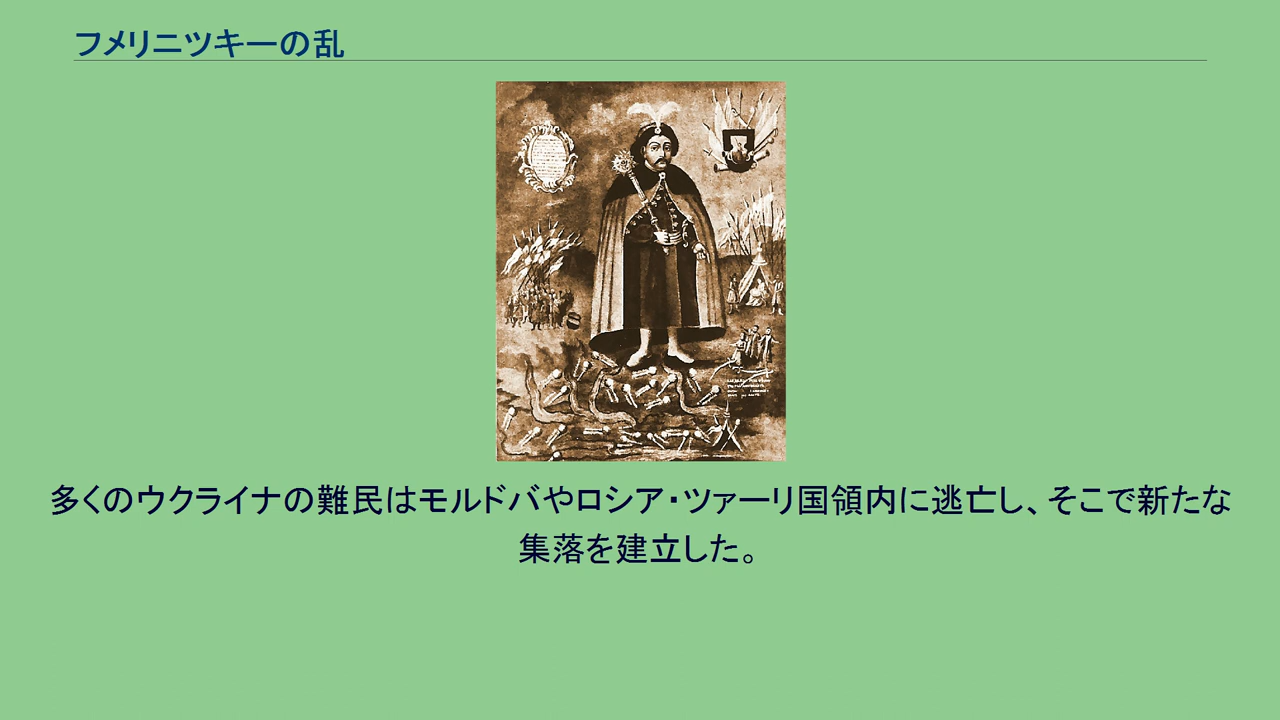 フメリニツキーの乱
多くのウクライナの難民はモルドバやロシア・ツァーリ国領内に逃亡し、そこで新たな
集落を建立した。